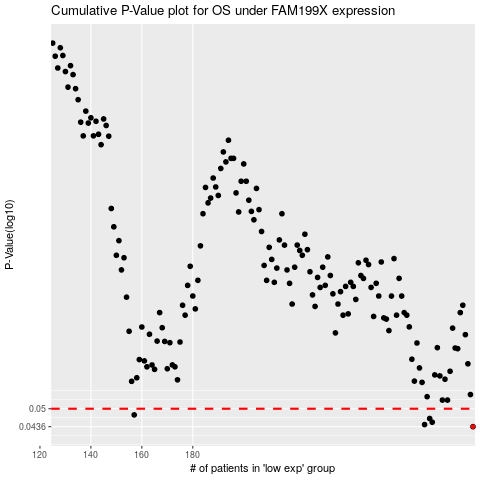 Cumulative P-Value plot for OS under FAM199X expression
P-Value(log10)
0.05
0.0436
120 140 160 180
# of patients in 'low exp' group